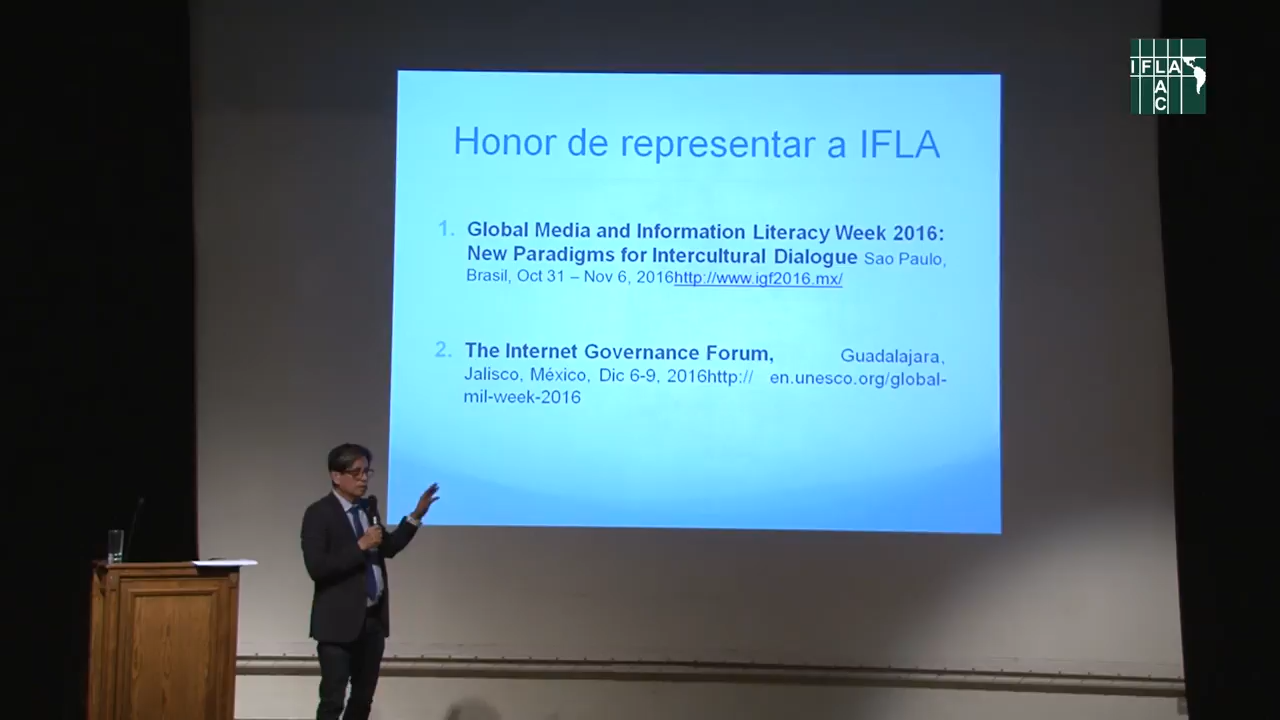 IFLA
A
C
Honor de representar a IFLA
1. Global Media and Information Literacy Week 2016:
New Paradigms for Intercultural Dialogue Sao Paulo,
Brasil, Oct 31 – Nov 6, 2016http://www.igf2016.mx/
2. The Internet Governance Forum, Guadalajara,
Jalisco, México, Dic 6-9, 2016http:// en.unesco.org/global-
mil-week-2016